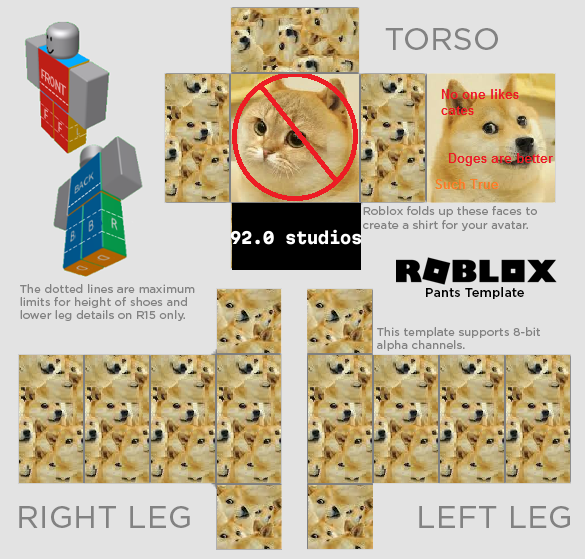 TORSO
FRONT
F
F
L
BACK
B
B
R
No one likes
cates
Doges are better
Such True
92.0 studios
Roblox folds up these faces to
create a shirt for your avatar.
ROBLOX
Pants Template
The dotted lines are maximum
limits for height of shoes and
lower leg details on R15 only.
This template supports 8-bit
alpha channels.
RIGHT LEG
LEFT LEG